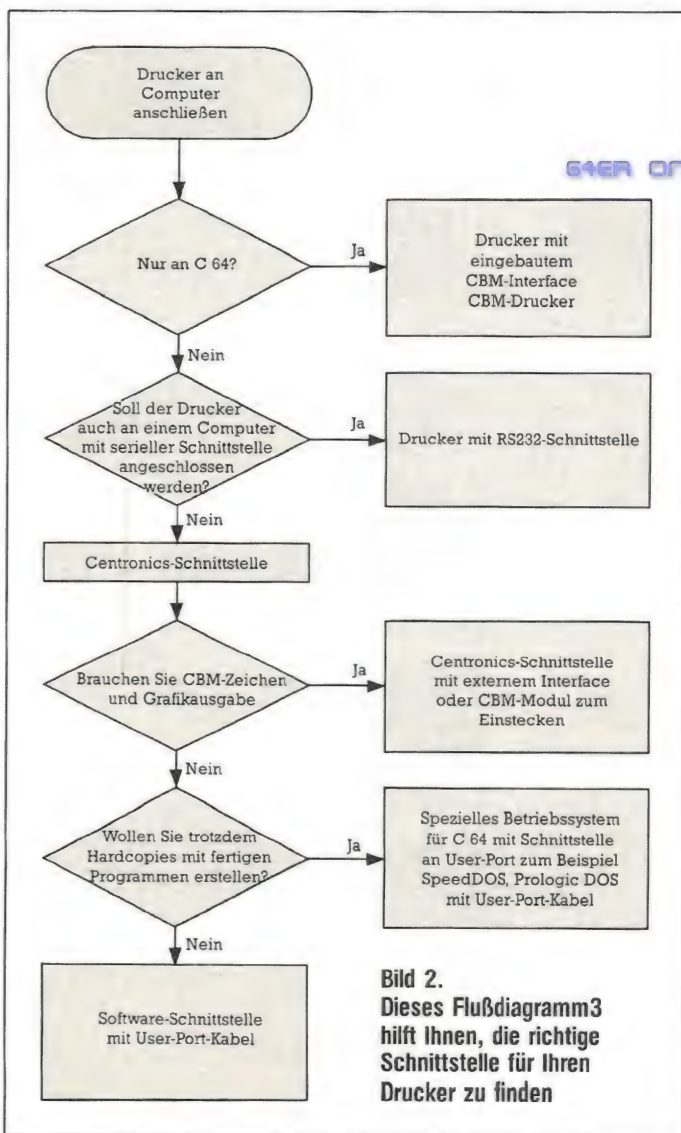 Drucker an
Computer
anschließen
64ER ON
Nur an C 64?
Ja
Drucker mit
eingebautem
CBM-Interface
CBM-Drucker
Nein
Soll der Drucker
auch an einem Computer
mit serieller Schnittstelle
angeschlossen
werden?
Ja
Drucker mit RS232-Schnittstelle
Nein
Centronics-Schnittstelle
Brauchen Sie CBM-Zeichen
und Grafikausgabe
Ja
Centronics-Schnittstelle
mit externem Interface
oder CBM-Modul zum
Einstecken
Nein
Wollen Sie trotzdem
Hardcopies mit fertigen
Programmen erstellen?
Ja
Spezielles Betriebssystem
für C 64 mit Schnittstelle
an User-Port zum Beispiel
SpeedDOS, Prologic DOS
mit User-Port-Kabel
Nein
Software-Schnittstelle
mit User-Port-Kabel
Bild 2.
Dieses Flußdiagramm3
hilft Ihnen, die richtige
Schnittstelle für Ihren
Drucker zu finden